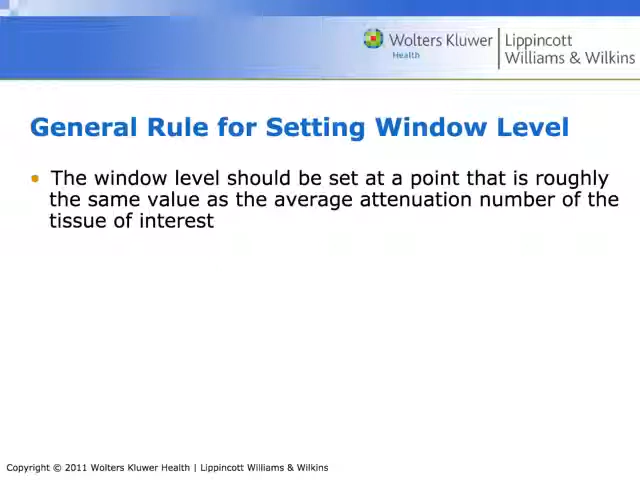 Wolters Kluwer
Health
Lippincott
Williams & Wilkins
General Rule for Setting Window Level
• The window level should be set at a point that is roughly
the same value as the average attenuation number of the
tissue of interest
Copyright © 2011 Wolters Kluwer Health | Lippincott Williams & Wilkins